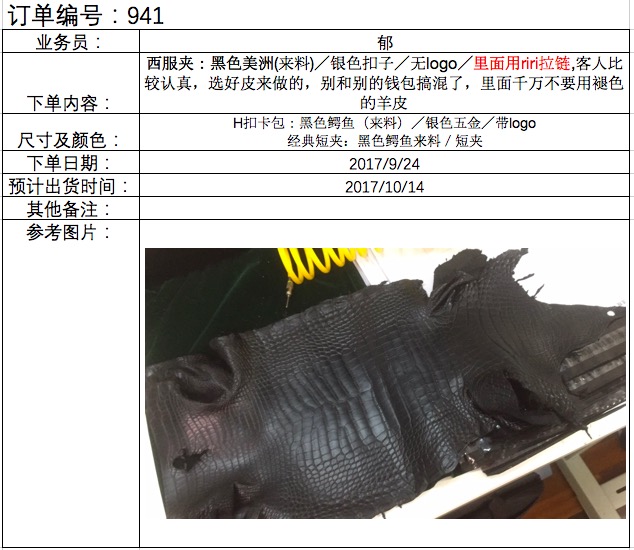 订单编号：941
业务员： 郁
西服夹：黑色美洲(来料)／银色扣子／无logo／里面用riri拉链,客人比
较认真，选好皮来做的，别和别的钱包搞混了，里面千万不要用褪色
下单内容： 的羊皮
H扣卡包：黑色鳄鱼（来料）／银色五金／带logo
尺寸及颜色： 经典短夹：黑色鳄鱼来料 / 短夹
下单日期： 2017/9/24
预计出货时间： 2017/10/14
其他备注：
参考图片：